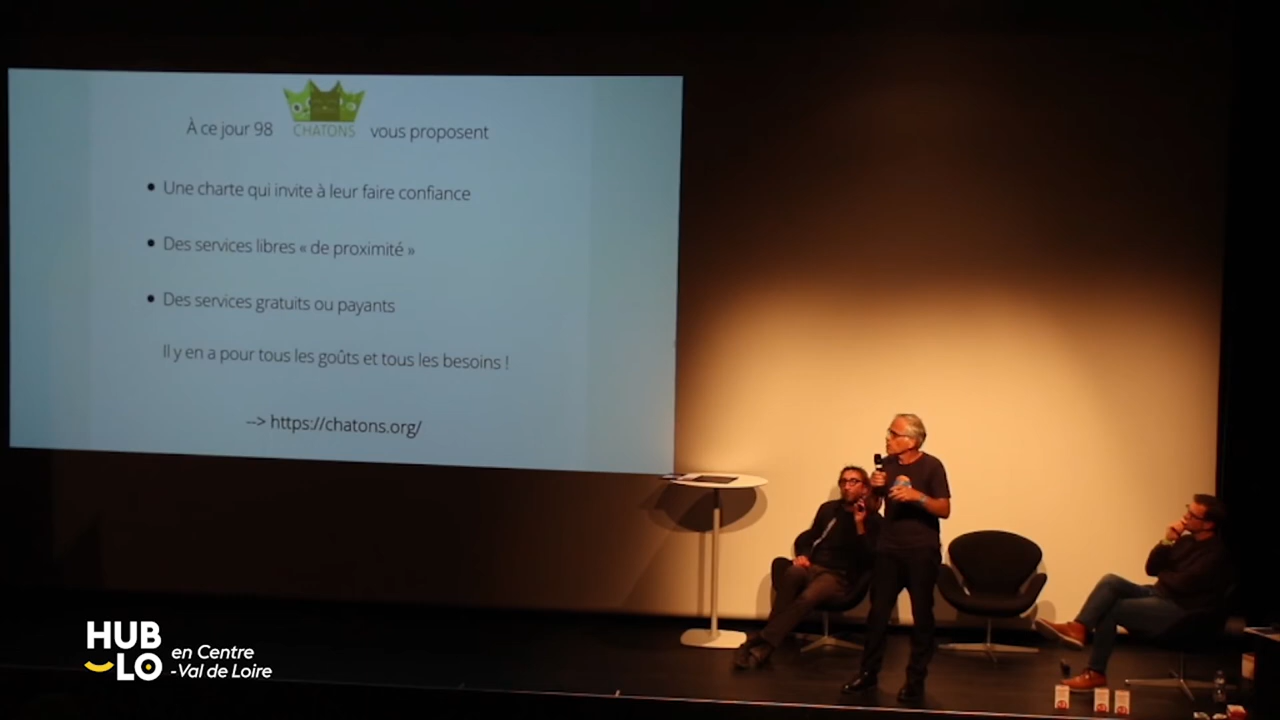 À ce jour 98 CHATONS vous proposent
• Une charte qui invite à leur faire confiance
• Des services libres « de proximité »
• Des services gratuits ou payants
Il y en a pour tous les goûts et tous les besoins !
--> https://chatons.org/
HUB
LO
en Centre
-Val de Loire